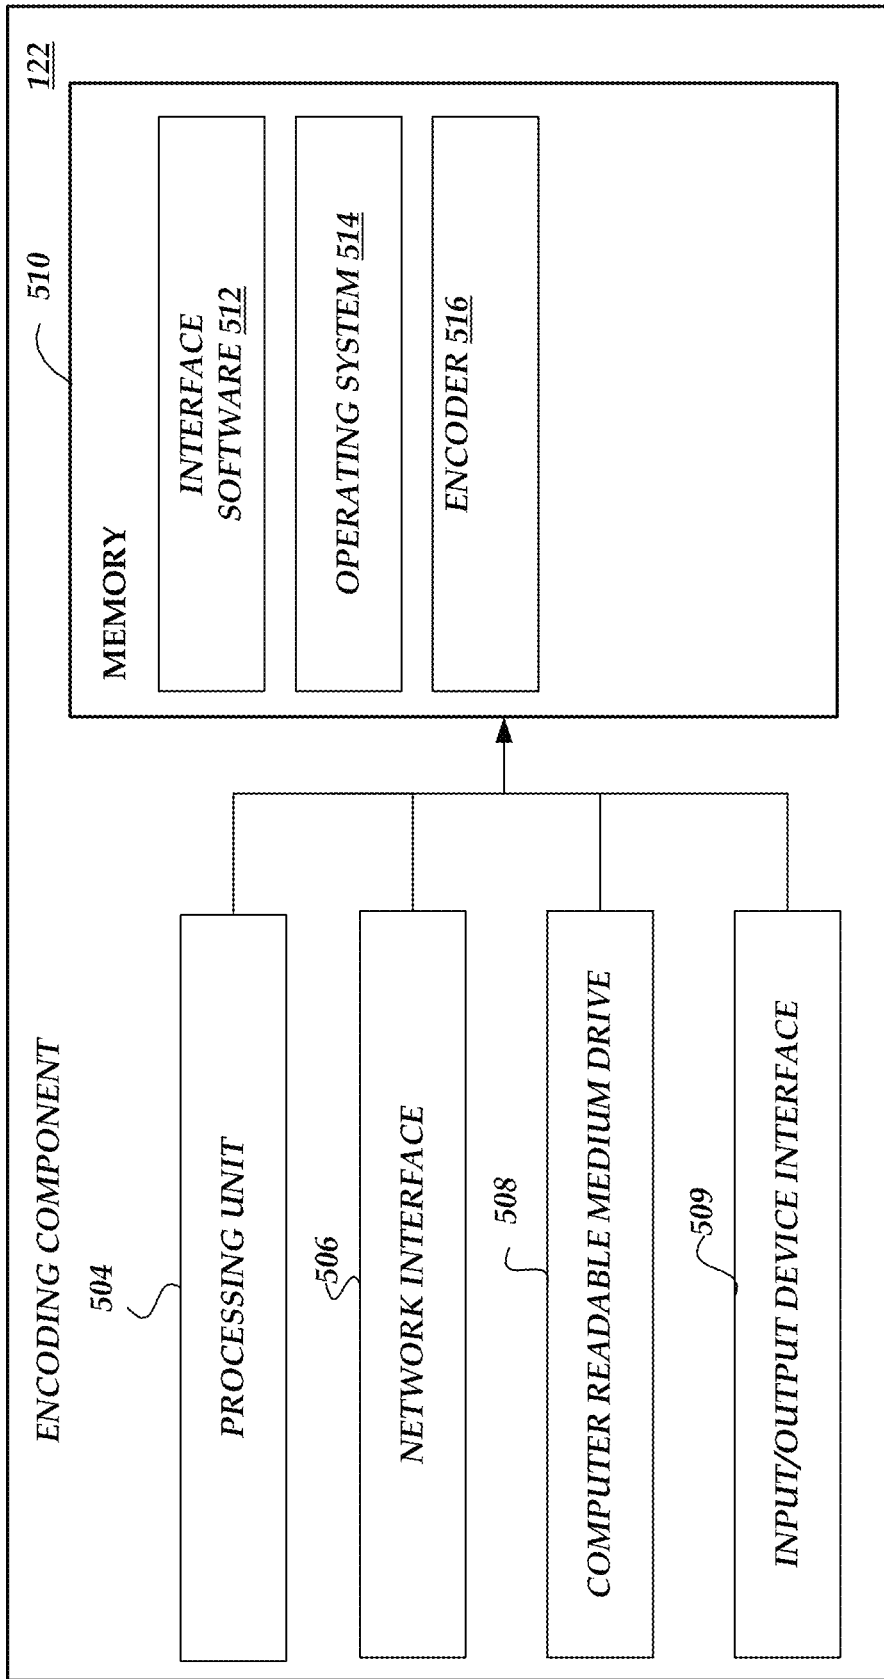 ENCODING COMPONENT
122
504
PROCESSING UNIT
506
NETWORK INTERFACE
508
COMPUTER READABLE MEDIUM DRIVE
509
INPUT/OUTPUT DEVICE INTERFACE
510
MEMORY
INTERFACE
SOFTWARE 512
OPERATING SYSTEM 514
ENCODER 516